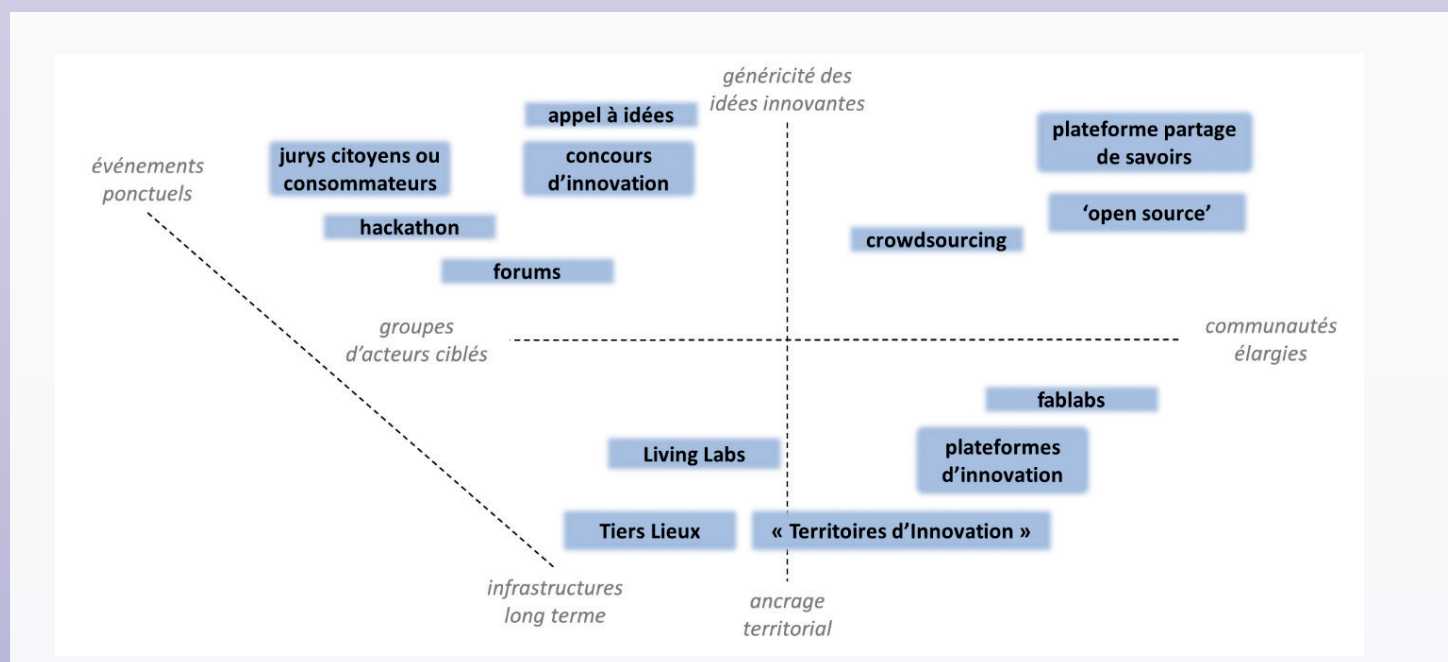 généricité des
idées innovantes
appel à idées
plateforme partage
de savoirs
jurys citoyens ou
consommateurs
concours
d’innovation
événements
ponctuels
‘open source’
hackathon
crowdsourcing
forums
groupes
d’acteurs ciblés
communautés
élargies
fablabs
Living Labs
plateformes
d’innovation
Tiers Lieux
« Territoires d’Innovation »
infrastructures
long terme
ancrage
territorial